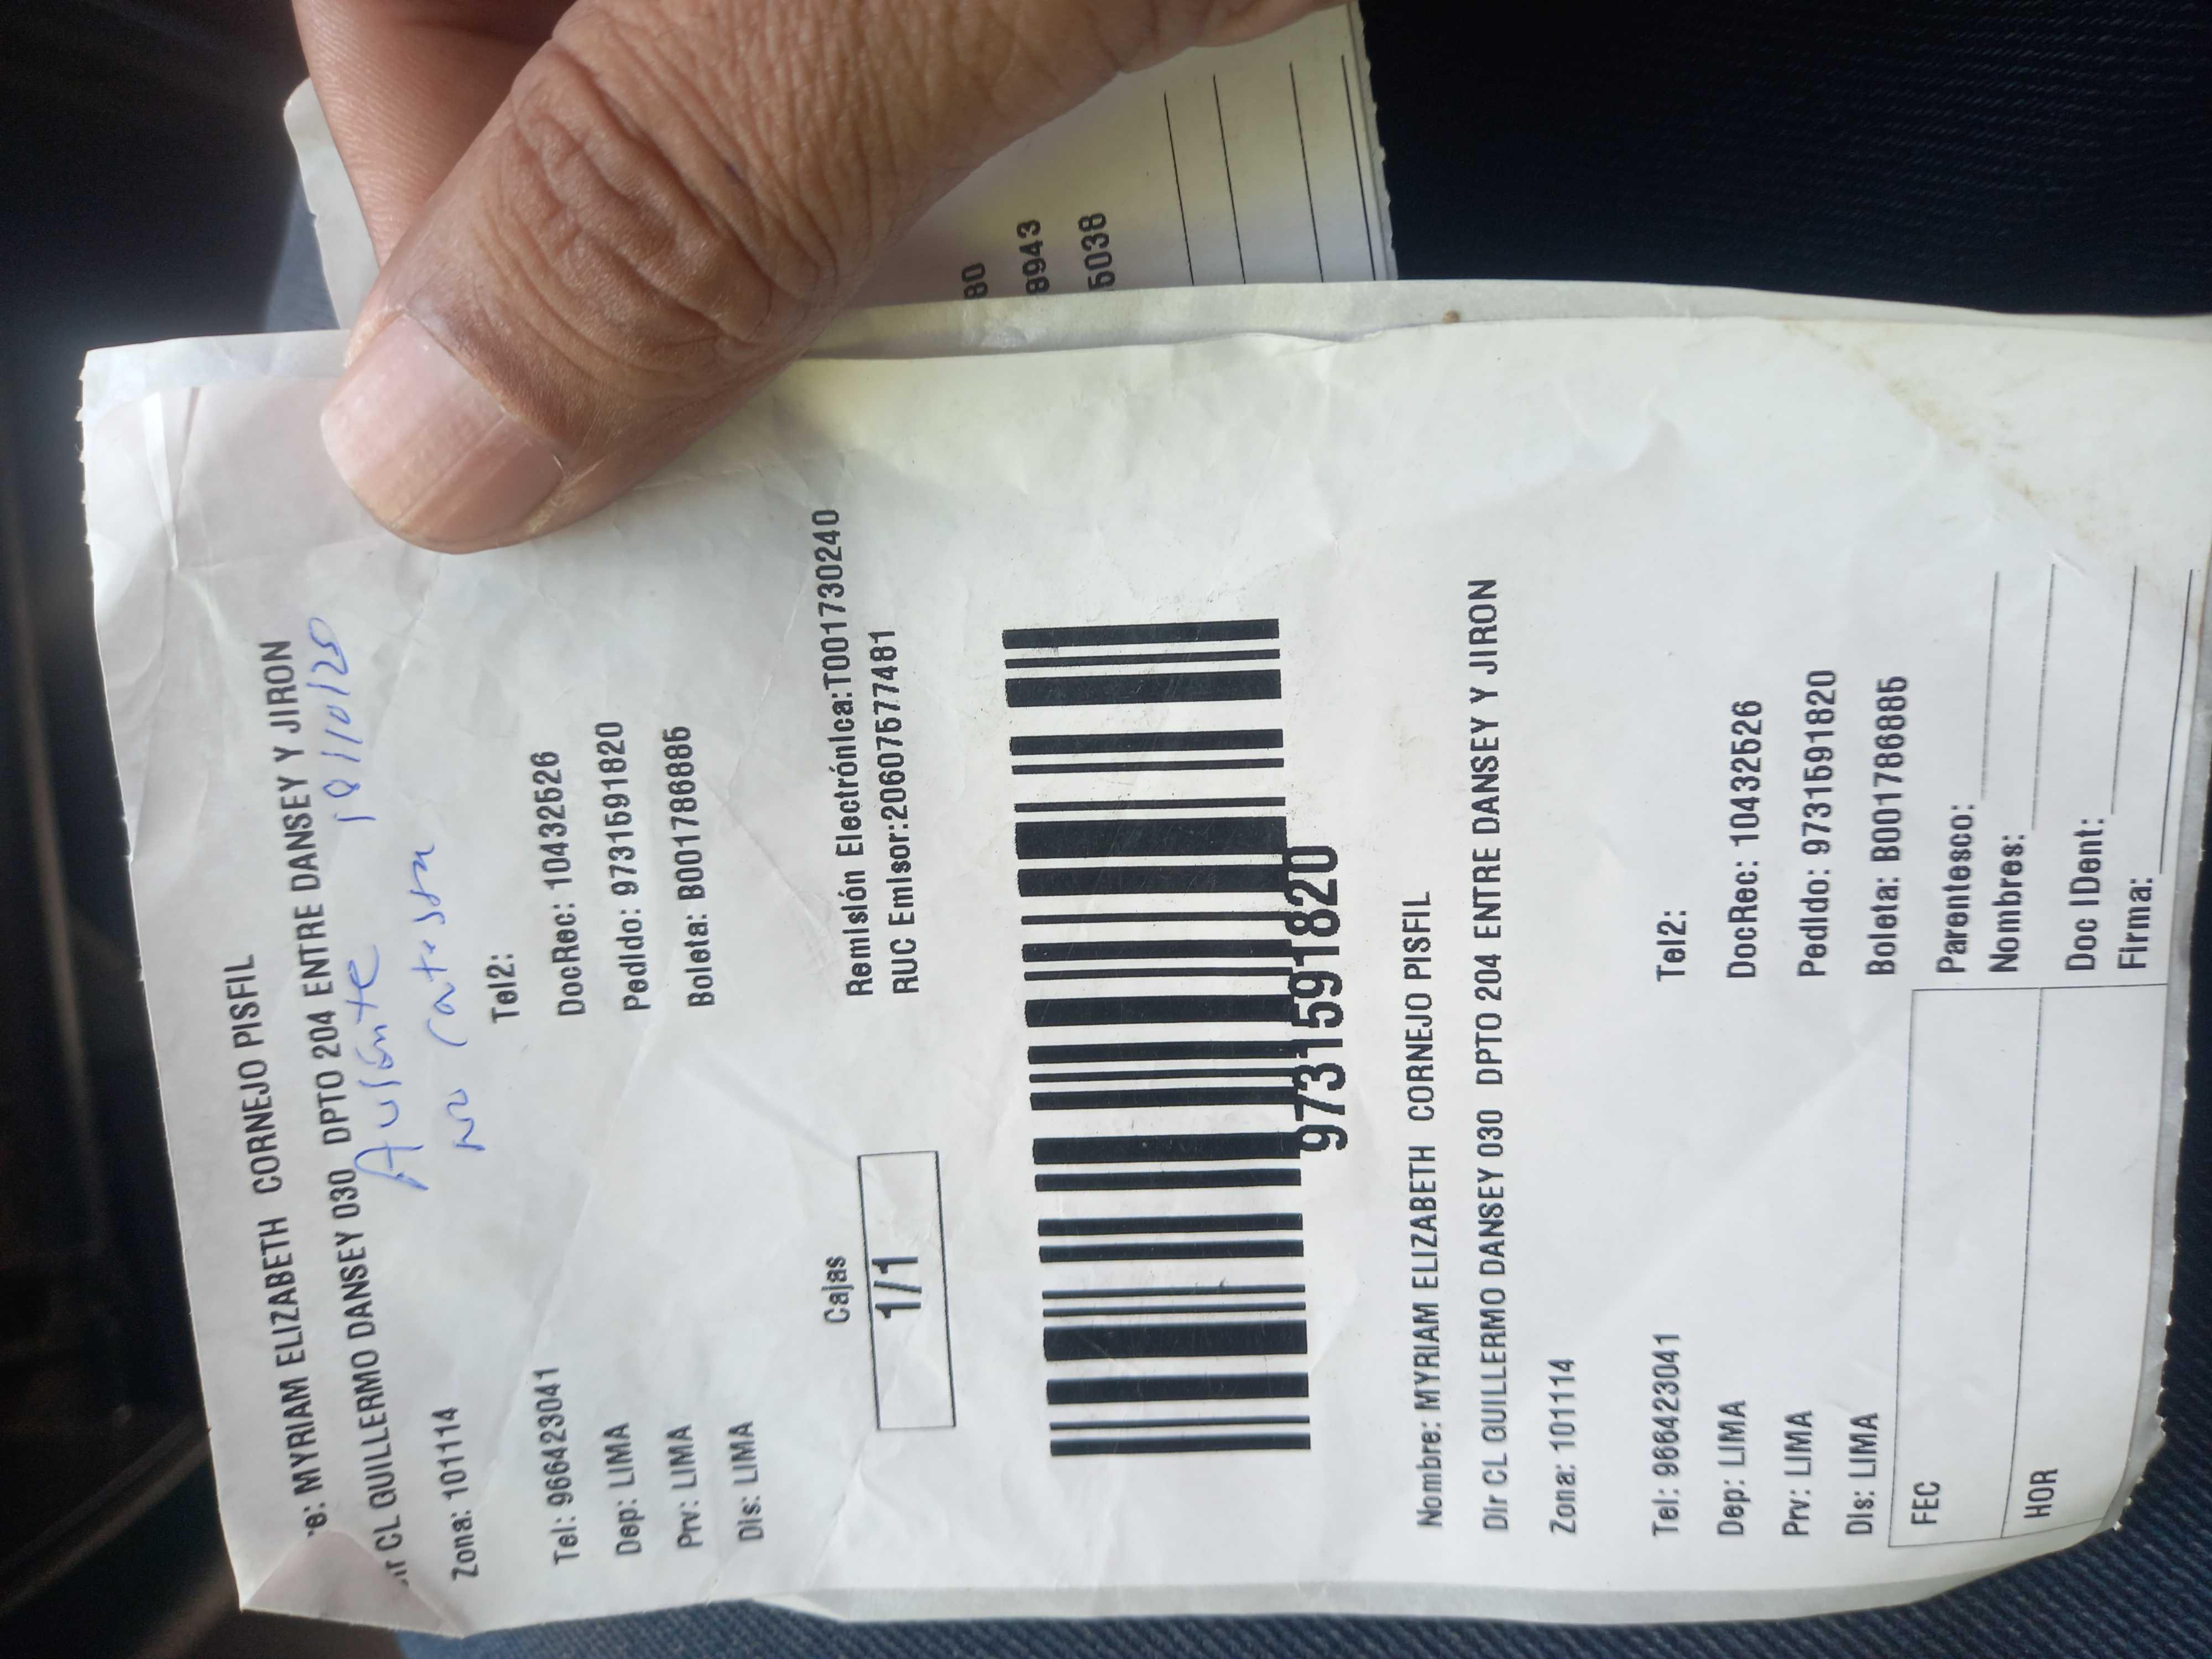 e: MYRIAM ELIZABETH CORNEJO PISFIL
Dir CL GUILLERMO DANSEY 030 DPTO 204 ENTRE DANSEY Y JIRON
Ausente
No
Zona: 101114
Tel: 966423041 Tel2:
Dep: LIMA DocRec: 10432526
Prv: LIMA Pedido: 9731591820
Dis: LIMA Boleta: B001786885
Cajas
1/1
Remisión Electrónica:T001730240
RUC Emisor:20607577481
9731591820
Nombre: MYRIAM ELIZABETH CORNEJO PISFIL
Dir CL GUILLERMO DANSEY 030 DPTO 204 ENTRE DANSEY Y JIRON
Zona: 101114
Tel: 966423041 Tel2:
Dep: LIMA DocRec: 10432526
Prv: LIMA Pedido: 9731591820
Dis: LIMA Boleta: B001786885
FEC
HOR
Parentesco:
Nombres:
Doc IDent:
Firma:
80
8943
5038